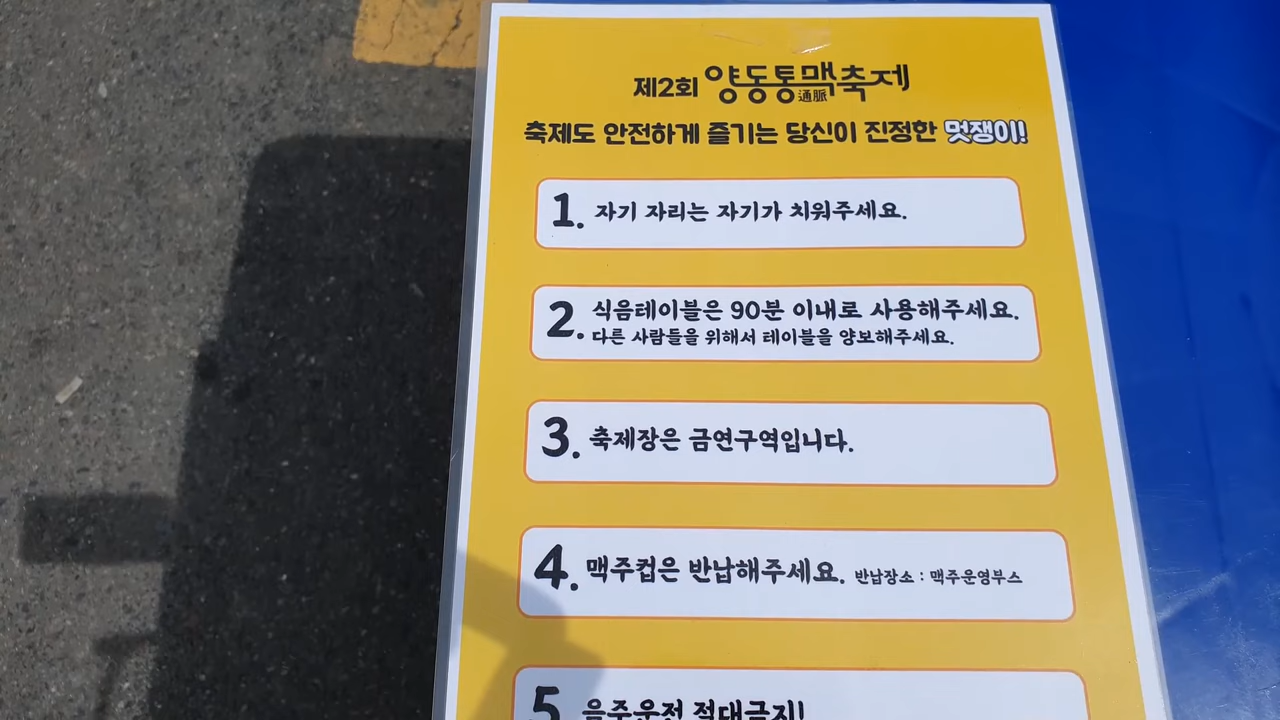 제2회 양동통맥축제
通脈
축제도 안전하게 즐기는 당신이 진정한 멋쟁이!
1. 자기 자리는 자기가 치워주세요.
2. 식음테이블은 90분 이내로 사용해주세요.
다른 사람들을 위해서 테이블을 양보해주세요.
3. 축제장은 금연구역입니다.
4. 맥주컵은 반납해주세요. 반납장소 : 맥주운영부스
5. 음주운전 절대금지!